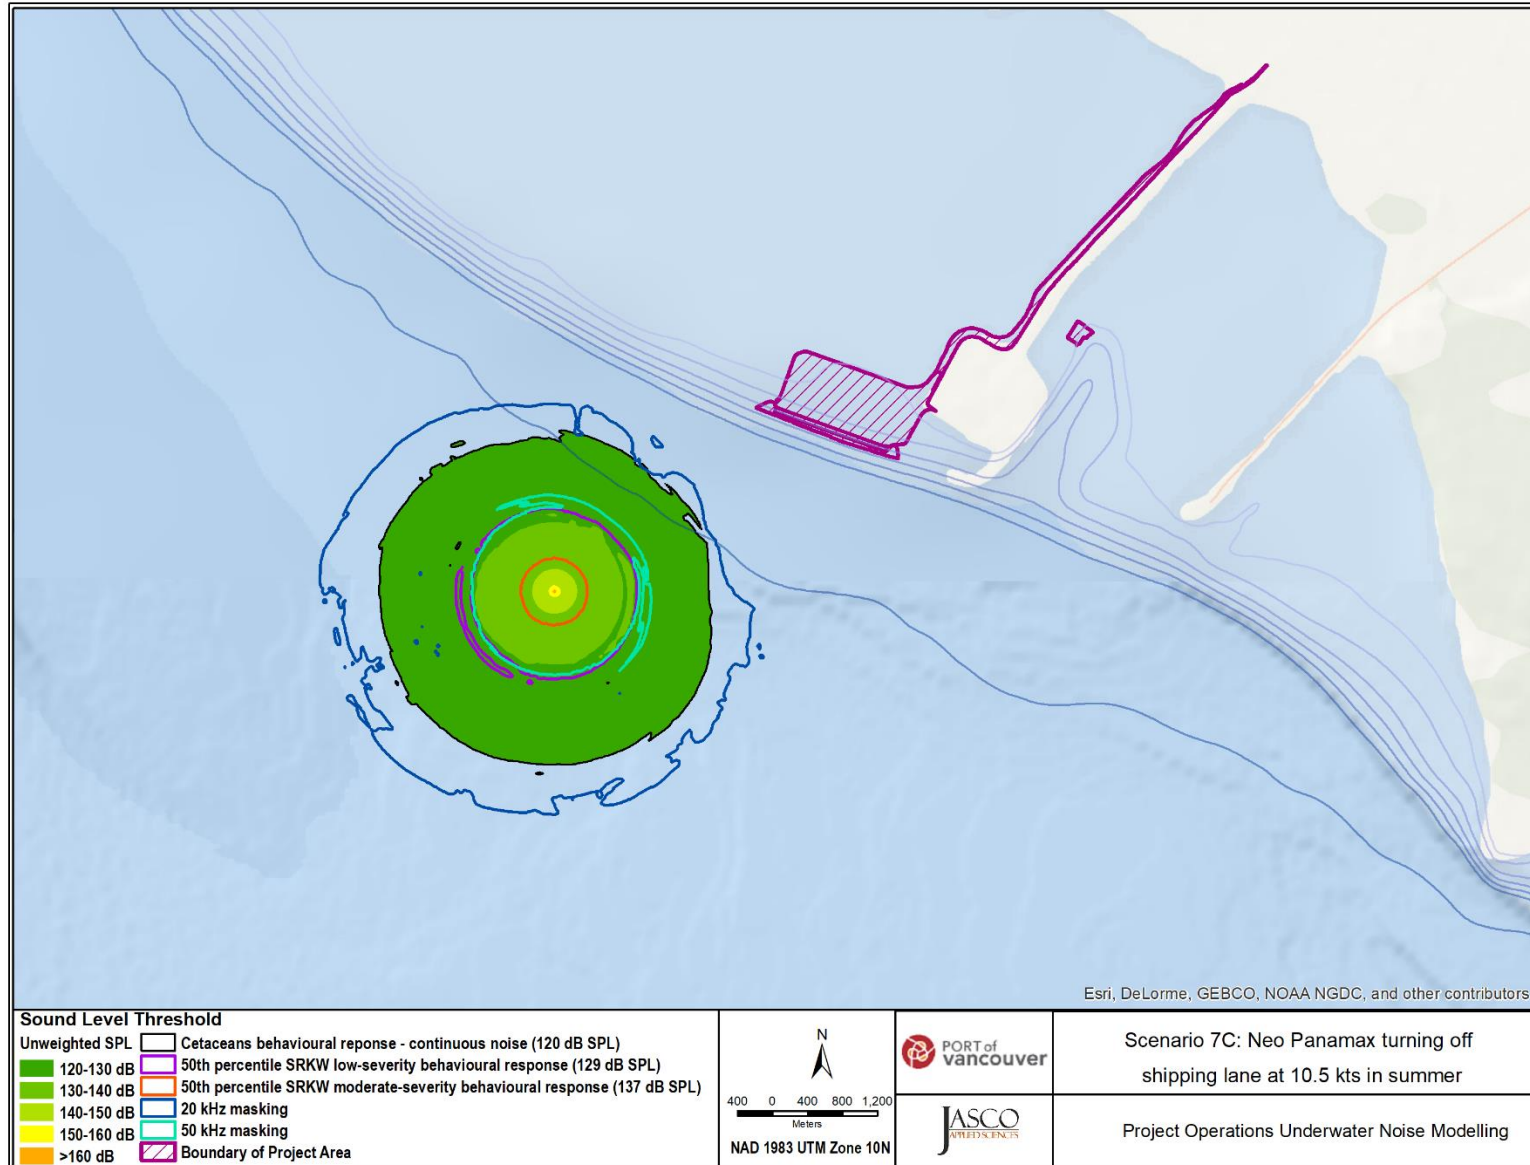 Esri, DeLorme, GEBCO, NOAA NGDC, and other contributors
Sound Level Threshold
Unweighted SPL
120-130 dB
130-140 dB
140-150 dB
150-160 dB
>160 dB
Cetaceans behavioural reponse - continuous noise (120 dB SPL)
50th percentile SRKW low-severity behavioural response (129 dB SPL)
50th percentile SRKW moderate-severity behavioural response (137 dB SPL)
20 kHz masking
50 kHz masking
Boundary of Project Area
N
400 0 400 800 1,200
Meters
NAD 1983 UTM Zone 10N
PORT of
vancouver
JASCO
APPLIED SCIENCES
Scenario 7C: Neo Panamax turning off
shipping lane at 10.5 kts in summer
Project Operations Underwater Noise Modelling